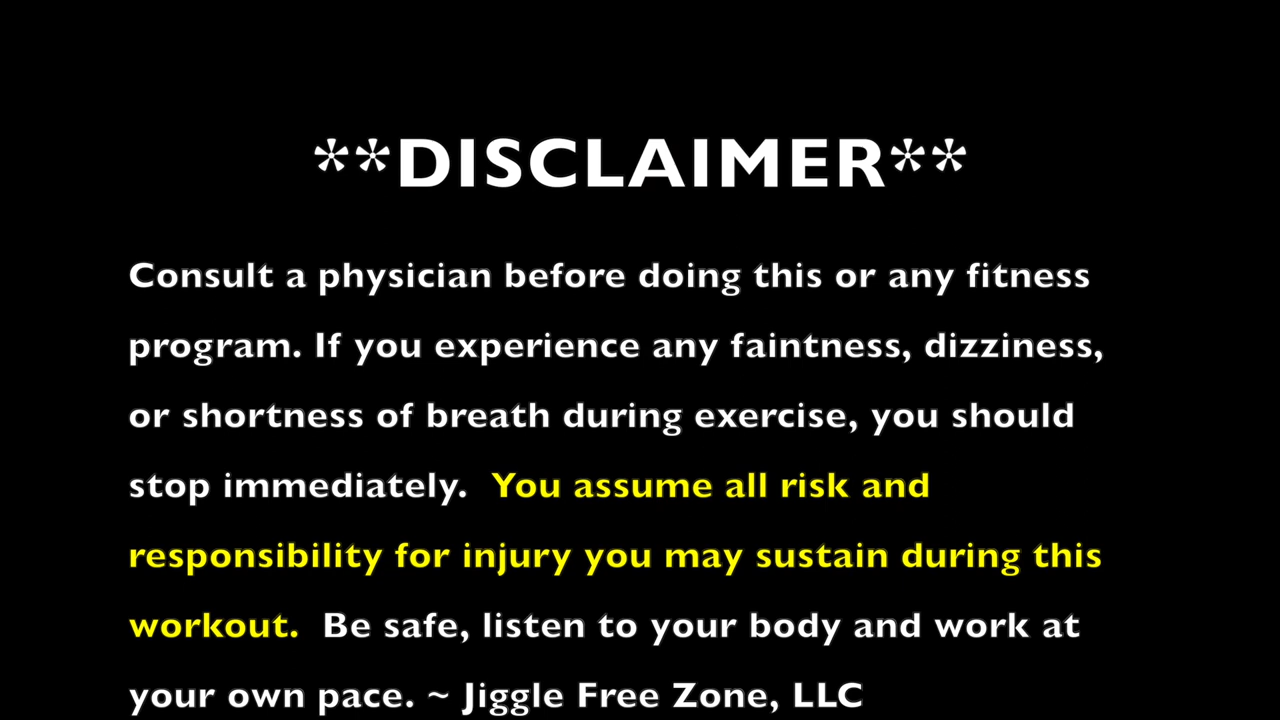 **DISCLAIMER**
Consult a physician before doing this or any fitness
program. If you experience any faintness, dizziness,
or shortness of breath during exercise, you should
stop immediately.  You assume all risk and
responsibility for injury you may sustain during this
workout.  Be safe, listen to your body and work at
your own pace. ~ Jiggle Free Zone, LLC